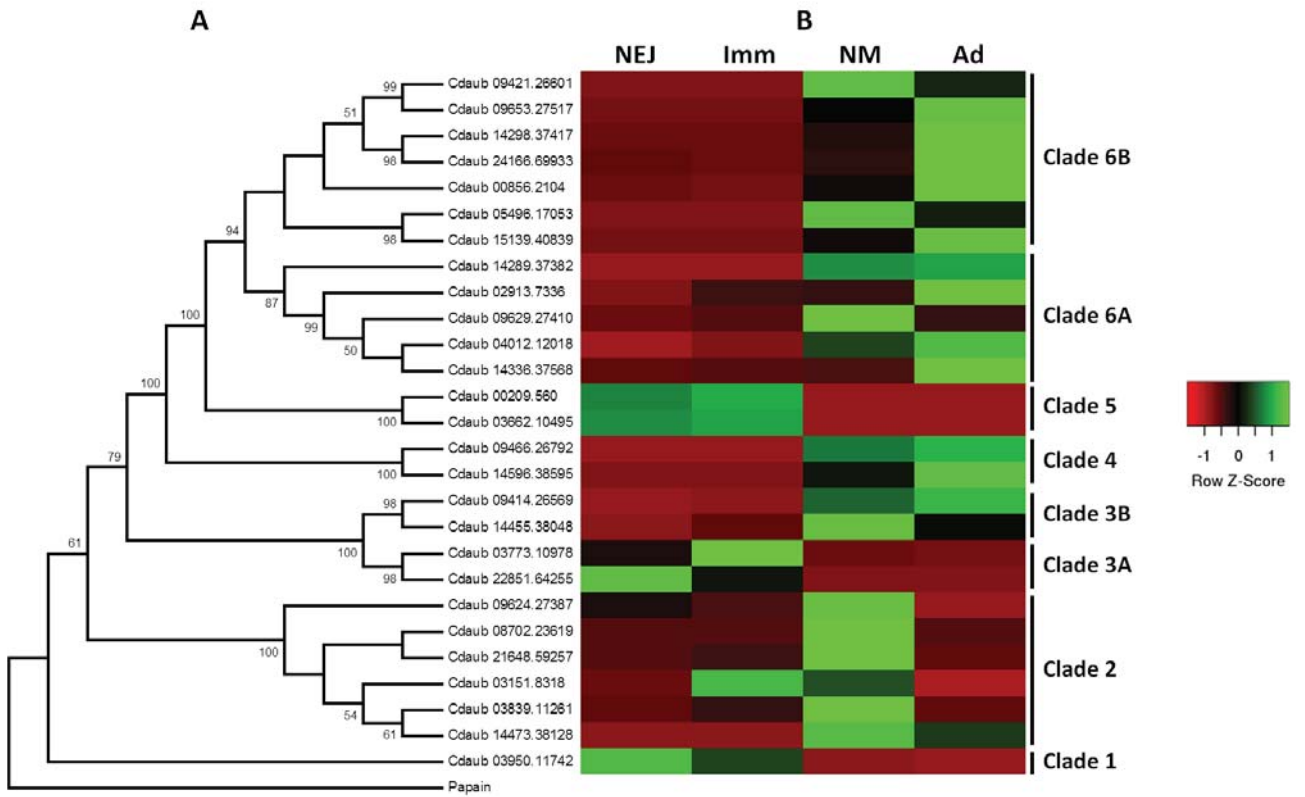 A
B
NEJ Imm NM Ad
Cdaub 09421.26601
Cdaub 09653.27517
Cdaub 14298.37417
Cdaub 24166.69933
Cdaub 00856.2104
Cdaub 05496.17053
Cdaub 15139.40839
Cdaub 14289.37382
Cdaub 02913.7336
Cdaub 09629.27410
Cdaub 04012.12018
Cdaub 14336.37568
Cdaub 00209.560
Cdaub 03662.10495
Cdaub 09466.26792
Cdaub 14596.38595
Cdaub 09414.26569
Cdaub 14455.38048
Cdaub 03773.10978
Cdaub 22851.64255
Cdaub 09624.27387
Cdaub 08702.23619
Cdaub 21648.59257
Cdaub 03151.8318
Cdaub 03839.11261
Cdaub 14473.38128
Cdaub 03950.11742
Papain
99
51
98
94
98
87
99
100
50
100
100
79
100
98
61
100
98
100
54
61
Clade 6B
Clade 6A
Clade 5
Clade 4
Clade 3B
Clade 3A
Clade 2
Clade 1
-1 0 1
Row Z-Score